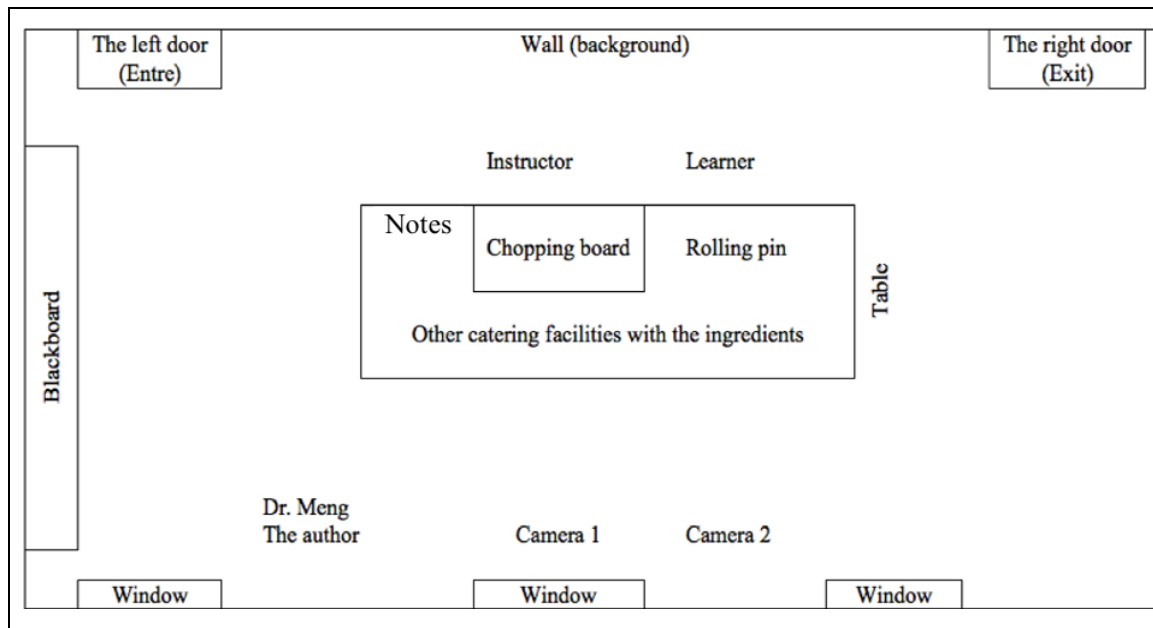 The left door
(Entre)
Wall (background)
The right door
(Exit)
Instructor
Learner
Notes
Chopping board
Rolling pin
Table
Other catering facilities with the ingredients
Blackboard
Dr. Meng
The author
Camera 1
Camera 2
Window
Window
Window